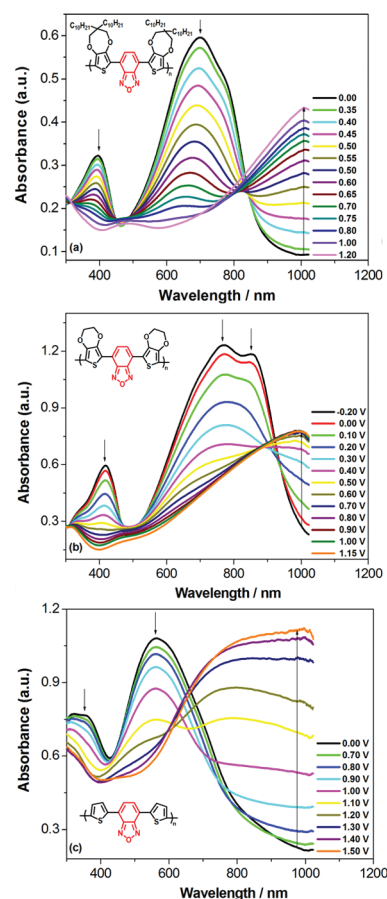 C10H21 C10H21 C10H21 C10H21
O O O O
S S n
N O N
0.6
0.5
0.4
0.3
0.2
0.1
Absorbance (a.u.)
0.00
0.35
0.40
0.45
0.50
0.55
0.50
0.60
0.65
0.70
0.75
0.80
1.00
1.20
(a)
400 600 800 1000
Wavelength / nm
O O O O
S S n
N O N
1.2
0.9
0.6
0.3
Absorbance (a.u.)
-0.20 V
0.00 V
0.10 V
0.20 V
0.30 V
0.40 V
0.50 V
0.60 V
0.70 V
0.80 V
0.90 V
1.00 V
1.15 V
(b)
400 600 800 1000
Wavelength / nm
1.2
0.9
0.6
0.3
Absorbance (a.u.)
0.00 V
0.70 V
0.80 V
0.90 V
1.00 V
1.10 V
1.20 V
1.30 V
1.40 V
1.50 V
S S n
N O N
(c)
300 400 500 600 700 800 900 1000
Wavelength / nm